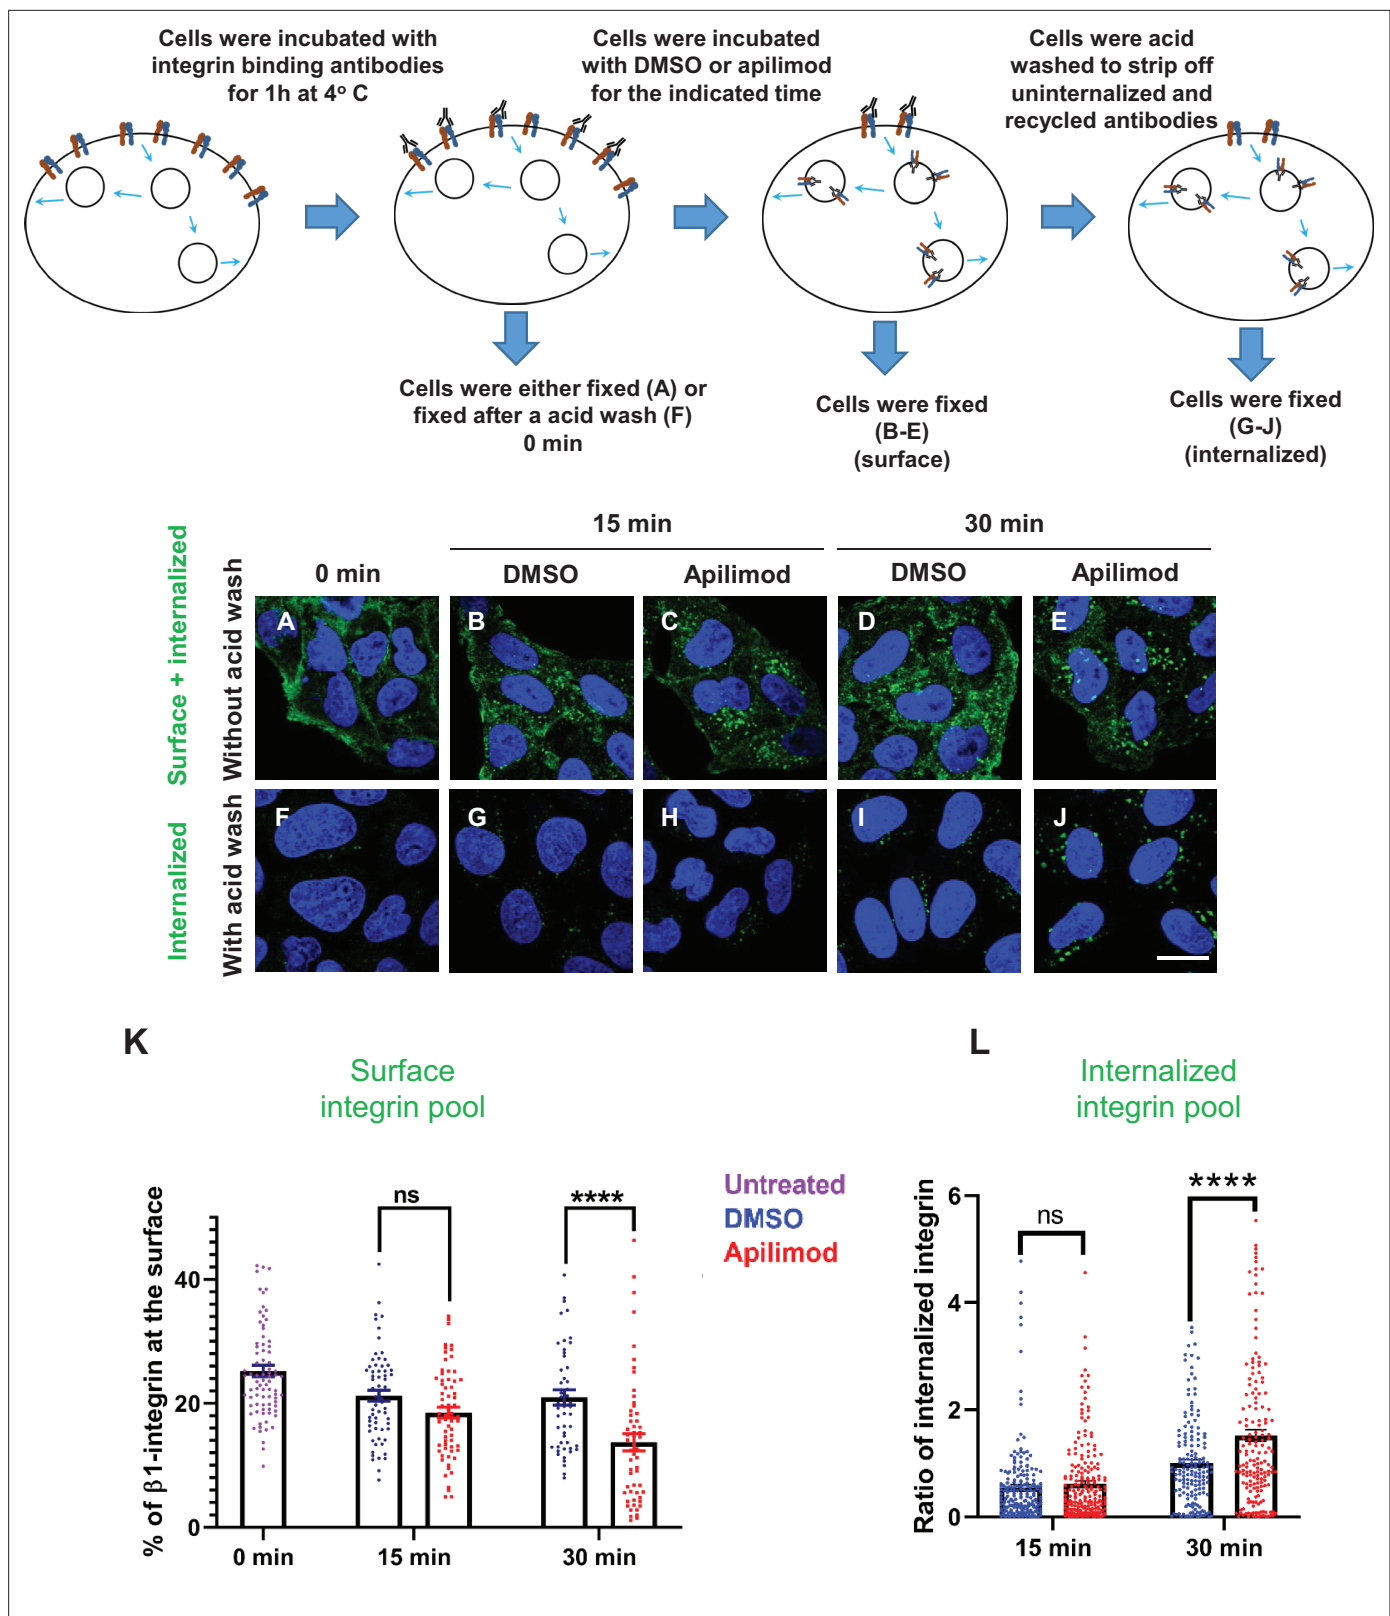 Cells were incubated with
integrin binding antibodies
for 1h at 4º C
Cells were incubated
with DMSO or apilimod
for the indicated time
Cells were acid
washed to strip off
uninternalized and
recycled antibodies
Cells were either fixed (A) or
fixed after a acid wash (F)
0 min
Cells were fixed
(B-E)
(surface)
Cells were fixed
(G-J)
(internalized)
15 min
30 min
0 min
DMSO
Apilimod
DMSO
Apilimod
Surface + internalized
Without acid wash
A
B
C
D
E
Internalized
With acid wash
F
G
H
I
J
K
Surface
integrin pool
% of β1-integrin at the surface
40
20
0
ns
****
0 min
15 min
30 min
Untreated
DMSO
Apilimod
L
Internalized
integrin pool
Ratio of internalized integrin
6
4
2
0
ns
****
15 min
30 min